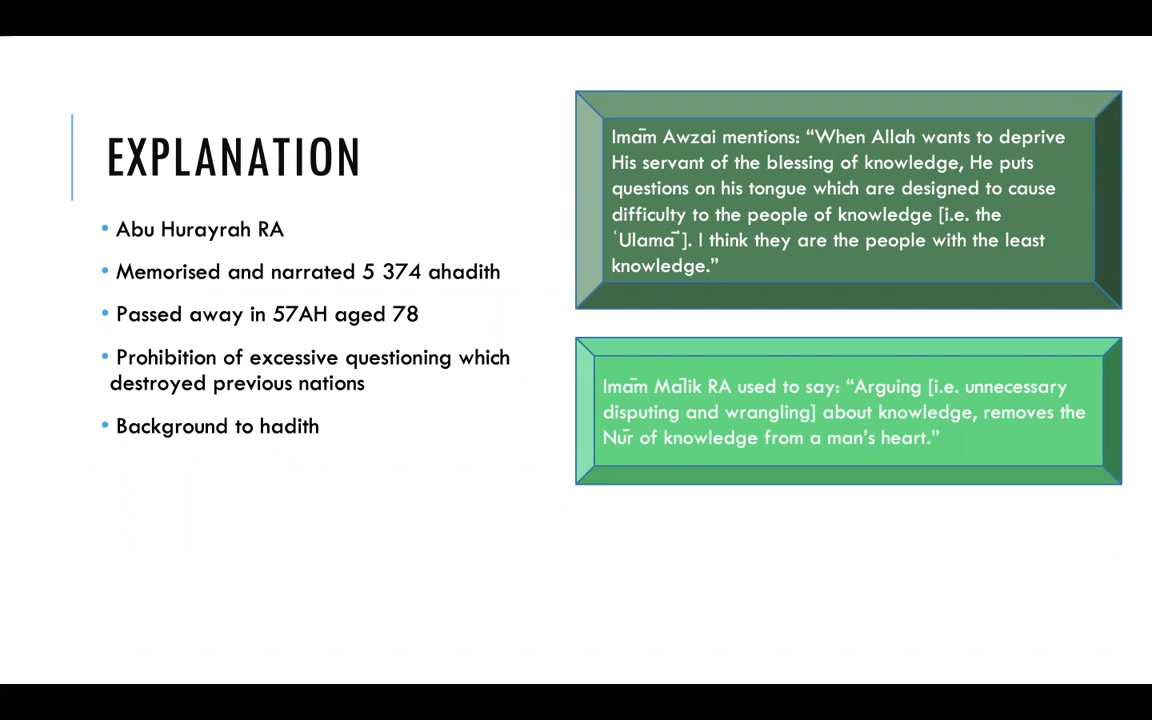 EXPLANATION
• Abu Hurayrah RA
• Memorised and narrated 5 374 ahadith
• Passed away in 57AH aged 78
• Prohibition of excessive questioning which
destroyed previous nations
• Background to hadith
Imām Awzai mentions: “When Allah wants to deprive
His servant of the blessing of knowledge, He puts
questions on his tongue which are designed to cause
difficulty to the people of knowledge [i.e. the
ʿUlamāʾ]. I think they are the people with the least
knowledge.”
Imām Mālik RA used to say: “Arguing [i.e. unnecessary
disputing and wrangling] about knowledge, removes the
Nūr of knowledge from a man’s heart.”